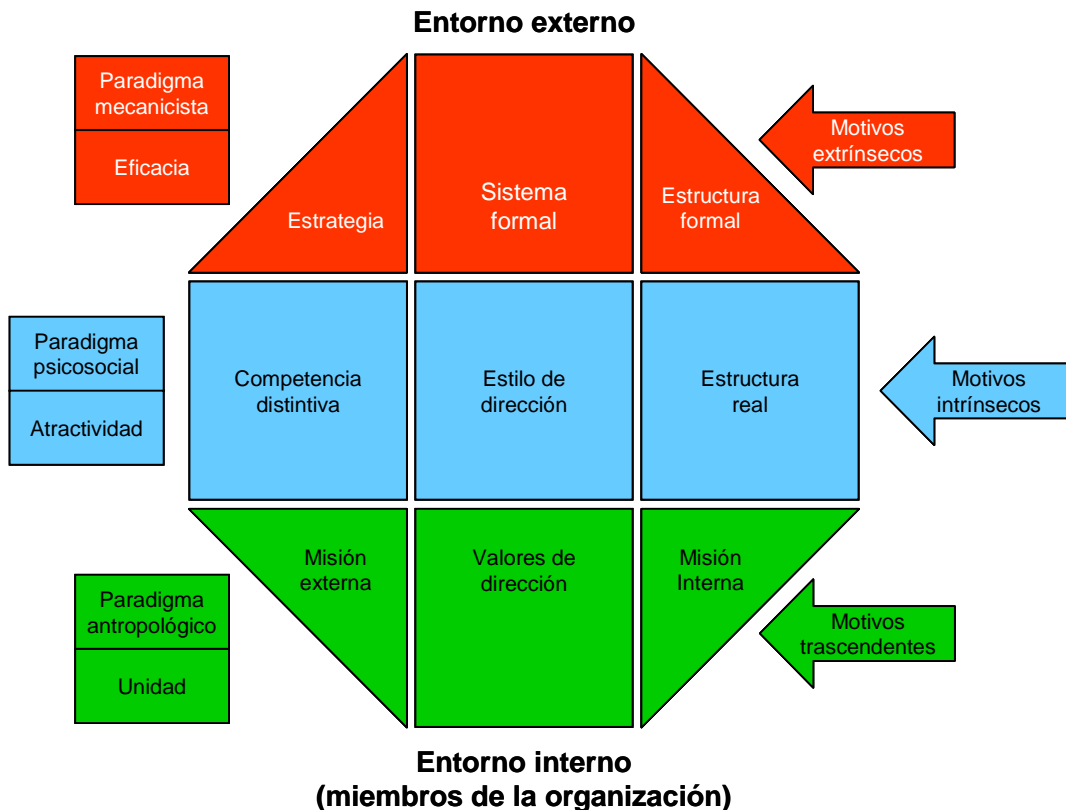 Entorno externo
Paradigma
mecanicista
Eficacia
Estrategia
Sistema
formal
Estructura
formal
Motivos
extrínsecos
Paradigma
psicosocial
Atractividad
Competencia
distintiva
Estilo de
dirección
Estructura
real
Motivos
intrínsecos
Paradigma
antropológico
Unidad
Misión
externa
Valores de
dirección
Misión
Interna
Motivos
trascendentes
Entorno interno
(miembros de la organización)